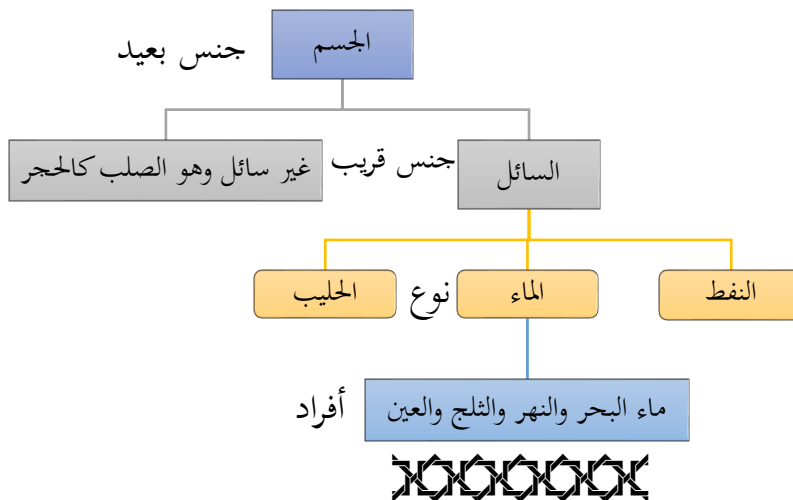 الجسم
جنس بعيد
السائل
جنس قريب
غير سائل وهو الصلب كالحجر
النفط
الماء
نوع
الحليب
ماء البحر والنهر والثلج والعين
أفراد